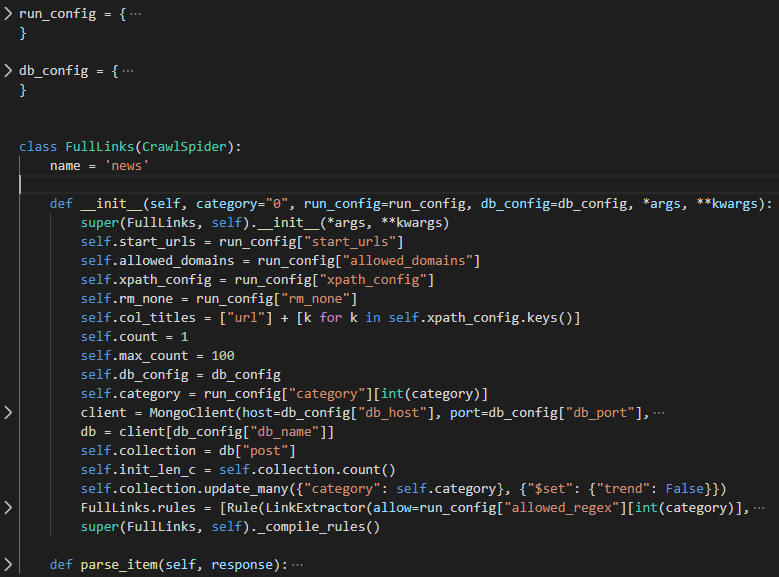 run_config = {…
}
db_config = {…
}
class FullLinks(CrawlSpider):
    name = 'news'
    def __init__(self, category="0", run_config=run_config, db_config=db_config, *args, **kwargs):
        super(FullLinks, self).__init__(*args, **kwargs)
        self.start_urls = run_config["start_urls"]
        self.allowed_domains = run_config["allowed_domains"]
        self.xpath_config = run_config["xpath_config"]
        self.rm_none = run_config["rm_none"]
        self.col_titles = ["url"] + [k for k in self.xpath_config.keys()]
        self.count = 1
        self.max_count = 100
        self.db_config = db_config
        self.category = run_config["category"][int(category)]
        client = MongoClient(host=db_config["db_host"], port=db_config["db_port"],…
        db = client[db_config["db_name"]]
        self.collection = db["post"]
        self.init_len_c = self.collection.count()
        self.collection.update_many({"category": self.category}, {"$set": {"trend": False}})
        FullLinks.rules = [Rule(LinkExtractor(allow=run_config["allowed_regex"][int(category)],…
        super(FullLinks, self)._compile_rules()
    def parse_item(self, response):…